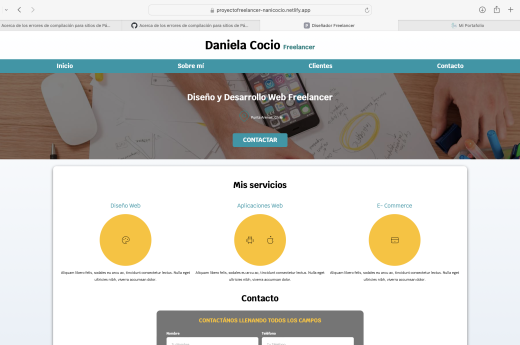 proyectofreelancer-nanicocio.netlify.app
Acerca de los errores de compilación para sitios de Pá...
Acerca de los errores de compilación para sitios de Pá...
Diseñador Freelancer
Mi Portafolio
Daniela Cocio Freelancer
Inicio Sobre mí Clientes Contacto
Diseño y Desarrollo Web Freelancer
CONTACTAR
Mis servicios
Diseño Web Aplicaciones Web E- Commerce
Aliquam libero felis, sodales eu arcu ac, tincidunt consectetur lectus. Nulla eget ultricies nibh, viverra accumsan dolor.
Aliquam libero felis, sodales eu arcu ac, tincidunt consectetur lectus. Nulla eget ultricies nibh, viverra accumsan dolor.
Aliquam libero felis, sodales eu arcu ac, tincidunt consectetur lectus. Nulla eget ultricies nibh, viverra accumsan dolor.
Contacto
CONTACTÁNOS LLENANDO TODOS LOS CAMPOS
Nombre Teléfono